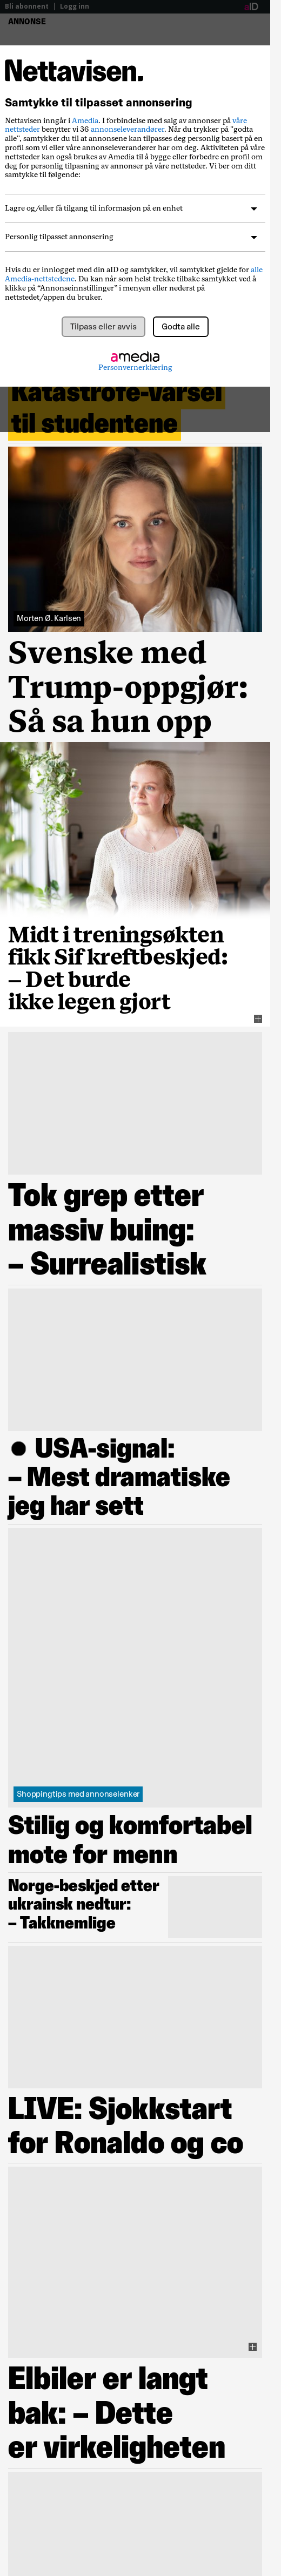 Bli abonnent | Logg inn
aID
ANNONSE
Nettavisen.
Samtykke til tilpasset annonsering
Nettavisen inngår i Amedia. I forbindelse med salg av annonser på våre
nettsteder benytter vi 36 annonseleverandører. Når du trykker på "godta
alle", samtykker du til at annonsene kan tilpasses deg personlig basert på en
profil som vi eller våre annonseleverandører har om deg. Aktiviteten på våre
nettsteder kan også brukes av Amedia til å bygge eller forbedre en profil om
deg for personlig tilpasning av annonser på våre nettsteder. Vi ber om ditt
samtykke til følgende:
Lagre og/eller få tilgang til informasjon på en enhet
Personlig tilpasset annonsering
Hvis du er innlogget med din aID og samtykker, vil samtykket gjelde for alle
Amedia-nettstedene. Du kan når som helst trekke tilbake samtykket ved å
klikke på “Annonseinnstillinger” i menyen eller nederst på
nettstedet/appen du bruker.
Tilpass eller avvis
Godta alle
amedia
Personvernerklæring
Katastrofe-varsel
til studentene
Morten Ø. Karlsen
Svenske med
Trump-oppgjør:
Så sa hun opp
Midt i treningsøkten
fikk Sif kreftbeskjed:
– Det burde
ikke legen gjort
Tok grep etter
massiv buing:
– Surrealistisk
● USA-signal:
– Mest dramatiske
jeg har sett
Shoppingtips med annonselenker
Stilig og komfortabel
mote for menn
Norge-beskjed etter
ukrainsk nedtur:
– Takknemlige
LIVE: Sjokkstart
for Ronaldo og co
Elbiler er langt
bak: – Dette
er virkeligheten